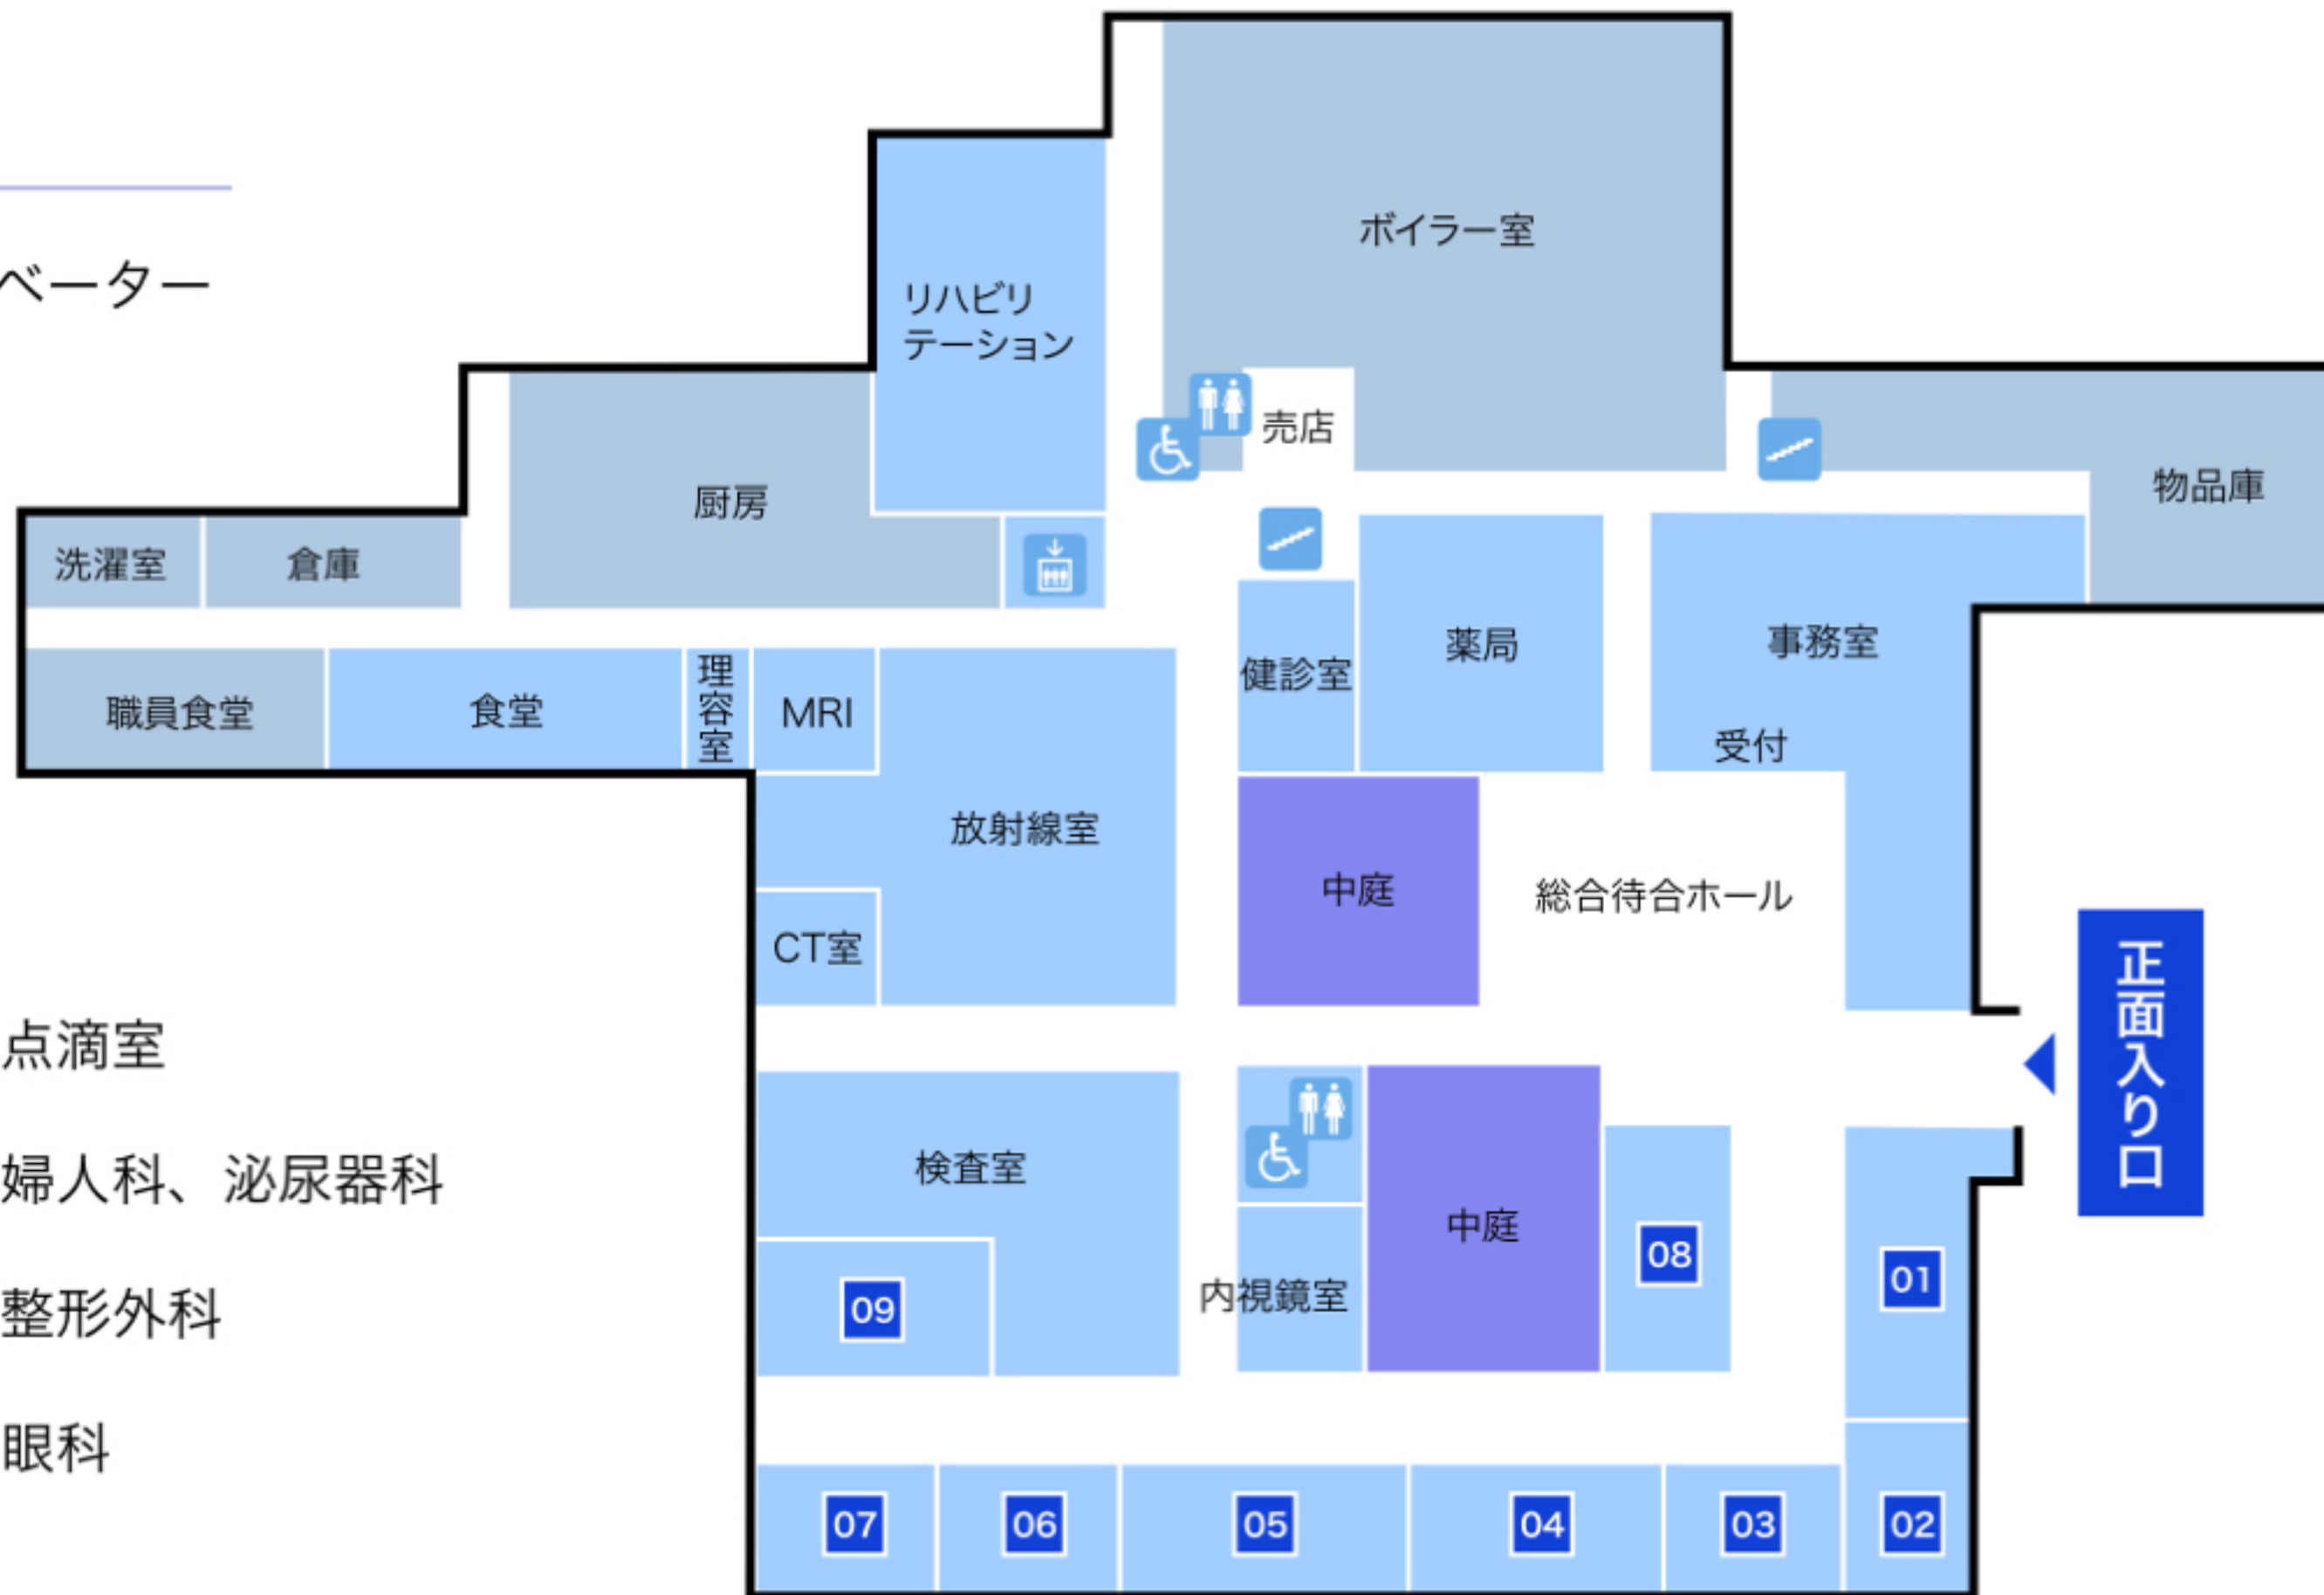 ベーター
ボイラー室
リハビリ
テーション
売店
厨房
物品庫
洗濯室
倉庫
健診室
薬局
事務室
受付
職員食堂
食堂
理容室
MRI
放射線室
中庭
総合待合ホール
CT室
正面入り口
点滴室
婦人科、泌尿器科
整形外科
眼科
検査室
中庭
内視鏡室
08
01
09
07
06
05
04
03
02